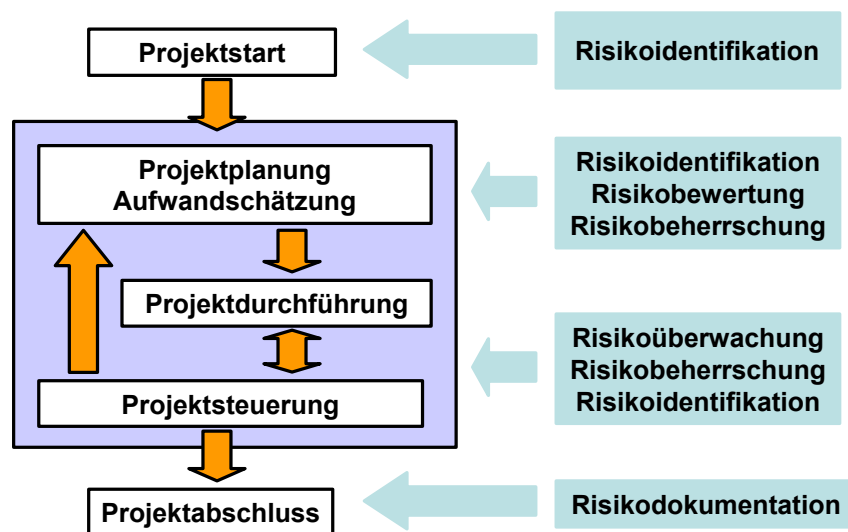 Projektstart
Risikoidentifikation
Projektplanung
Aufwandschätzung
Risikoidentifikation
Risikobewertung
Risikobeherrschung
Projektdurchführung
Projektsteuerung
Risikoüberwachung
Risikobeherrschung
Risikoidentifikation
Projektabschluss
Risikodokumentation